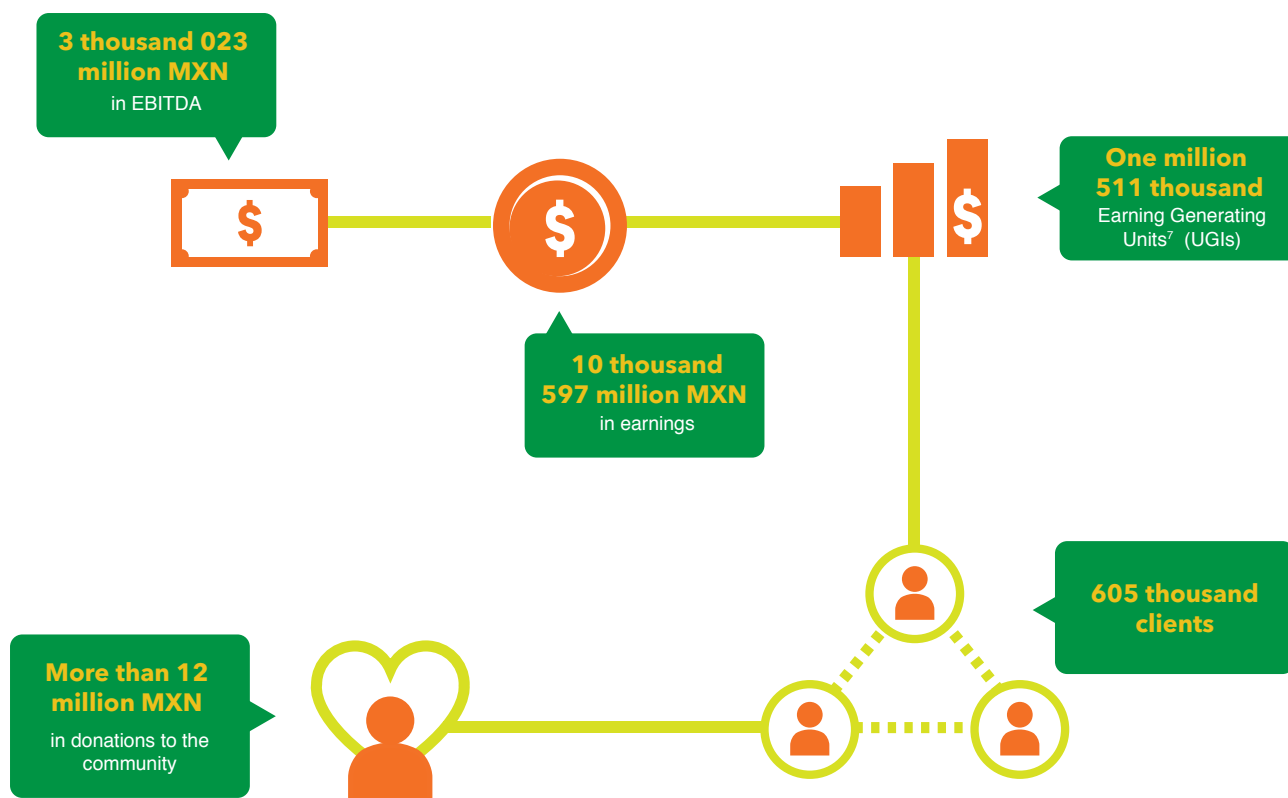 3 thousand 023
million MXN
in EBITDA
$
$
$
One million
511 thousand
Earning Generating
Units⁷ (UGIs)
10 thousand
597 million MXN
in earnings
605 thousand
clients
More than 12
million MXN
in donations to the
community